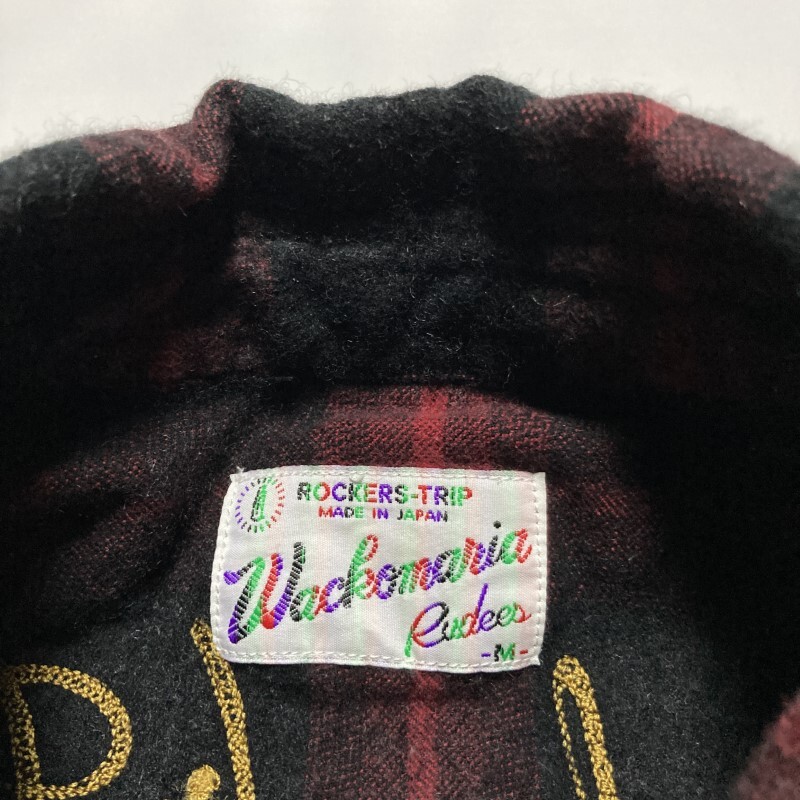 ROCKERS-TRIP
MADE IN JAPAN
Wackomaria
Rudees
-M-